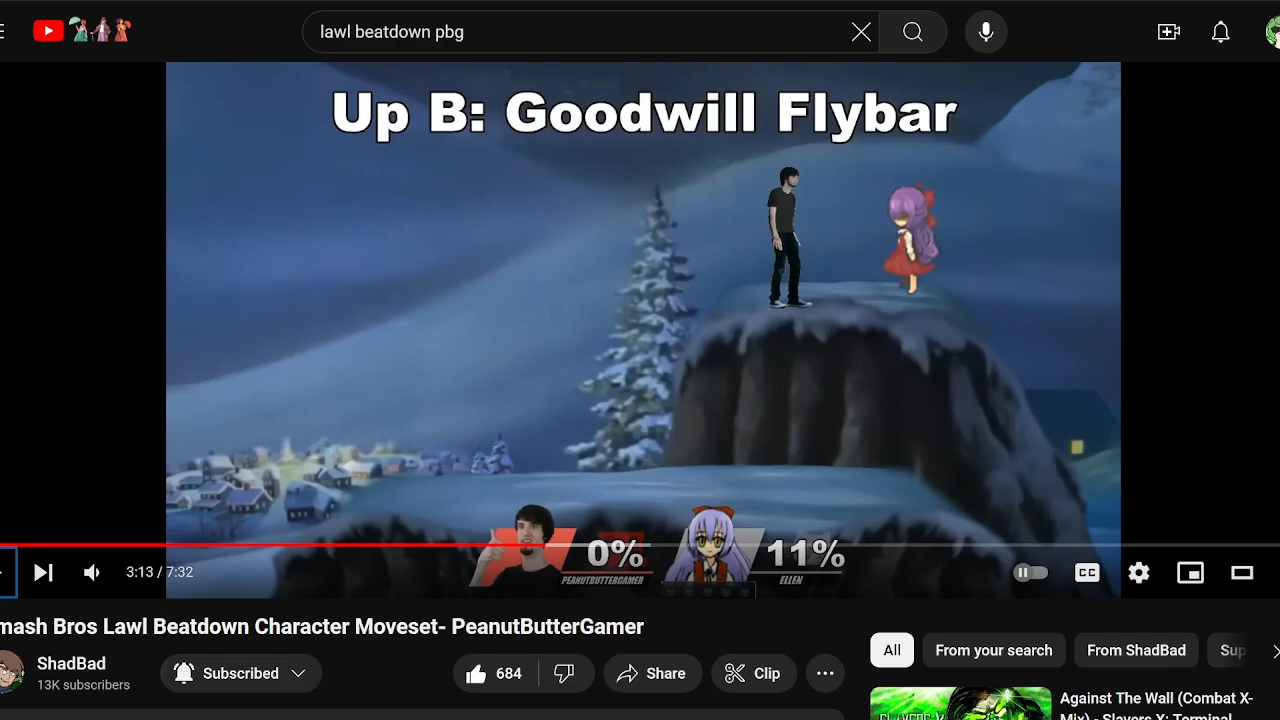 lawl beatdown pbg
Up B: Goodwill Flybar
0%
PEANUTBUTTERGAMER
11%
ELLEN
3:13 / 7:32
CC
mash Bros Lawl Beatdown Character Moveset- PeanutButterGamer
ShadBad
13K subscribers
Subscribed
684
Share
Clip
All
From your search
From ShadBad
Sup
Against The Wall (Combat X-
Mix) - Slayers X: Terminal